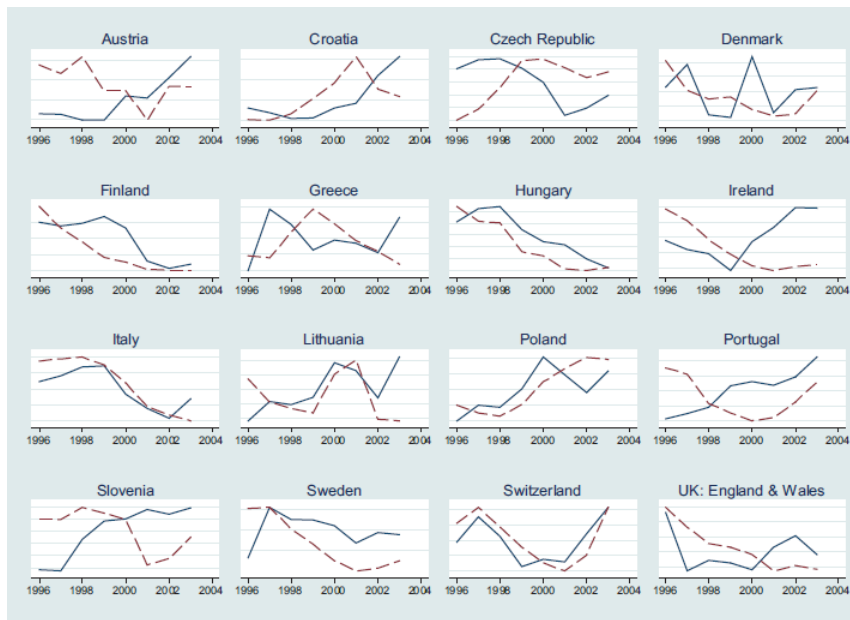 Austria Croatia Czech Republic Denmark
1996 1998 2000 2002 2004 1996 1998 2000 2002 2004 1996 1998 2000 2002 2004 1996 1998 2000 2002 2004
Finland Greece Hungary Ireland
1996 1998 2000 2002 2004 1996 1998 2000 2002 2004 1996 1998 2000 2002 2004 1996 1998 2000 2002 2004
Italy Lithuania Poland Portugal
1996 1998 2000 2002 2004 1996 1998 2000 2002 2004 1996 1998 2000 2002 2004 1996 1998 2000 2002 2004
Slovenia Sweden Switzerland UK: England & Wales
1996 1998 2000 2002 2004 1996 1998 2000 2002 2004 1996 1998 2000 2002 2004 1996 1998 2000 2002 2004